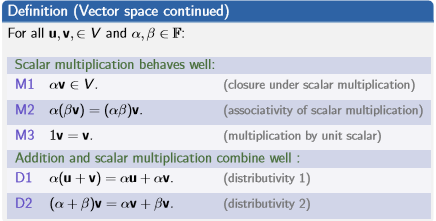 Definition (Vector space continued)
For all u, v, ∈ V and α, β ∈ 𝔽:
Scalar multiplication behaves well:
M1 αv ∈ V. (closure under scalar multiplication)
M2 α(βv) = (αβ)v. (associativity of scalar multiplication)
M3 1v = v. (multiplication by unit scalar)
Addition and scalar multiplication combine well :
D1 α(u + v) = αu + αv. (distributivity 1)
D2 (α + β)v = αv + βv. (distributivity 2)